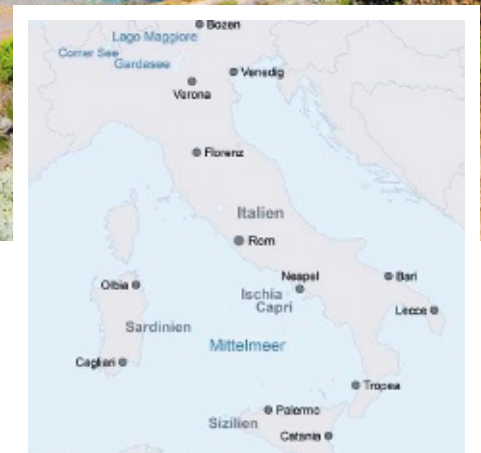 Bozen
Lago Maggiore
Comer See
Gardasee
Venedig
Verona
Florenz
Italien
Rom
Neapel
Bari
Olbia
Ischia
Capri
Lecce
Sardinien
Mittelmeer
Cagliari
Tropea
Palermo
Sizilien
Catania